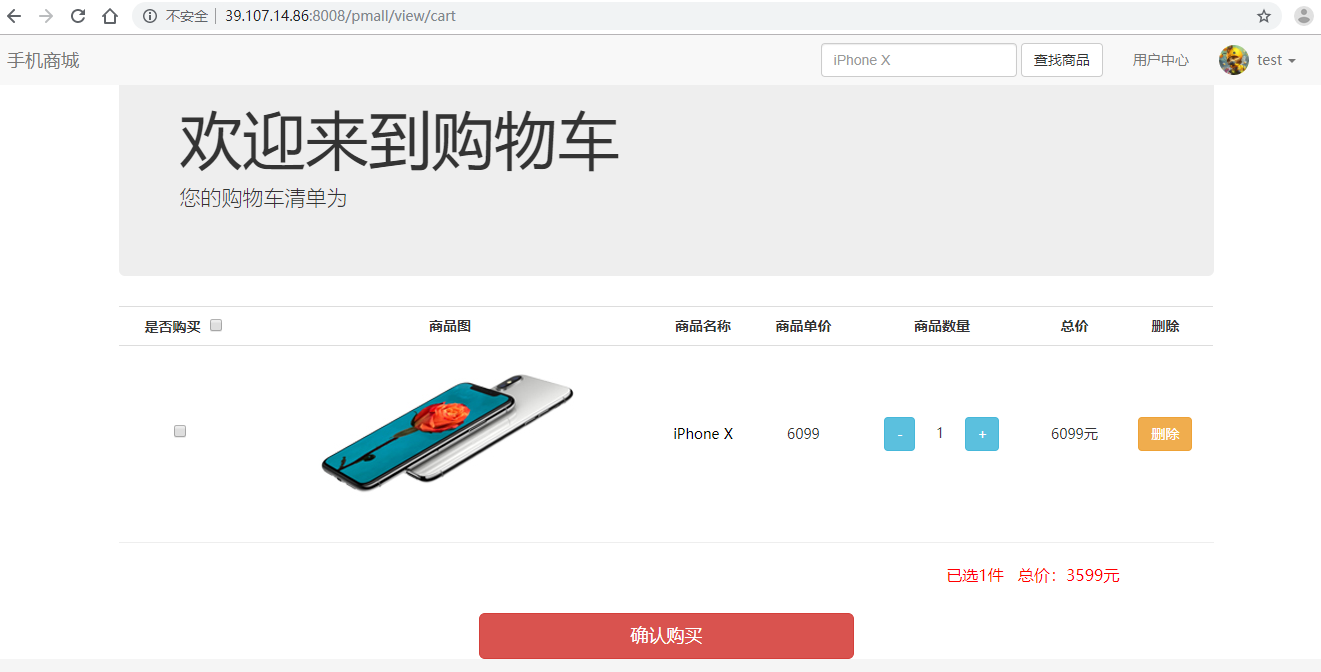 不安全 39.107.14.86:8008/pmall/view/cart
手机商城 iPhone X 查找商品 用户中心 test
欢迎来到购物车
您的购物车清单为
是否购买 商品图 商品名称 商品单价 商品数量 总价 删除
iPhone X 6099 - 1 + 6099元 删除
已选1件 总价：3599元
确认购买